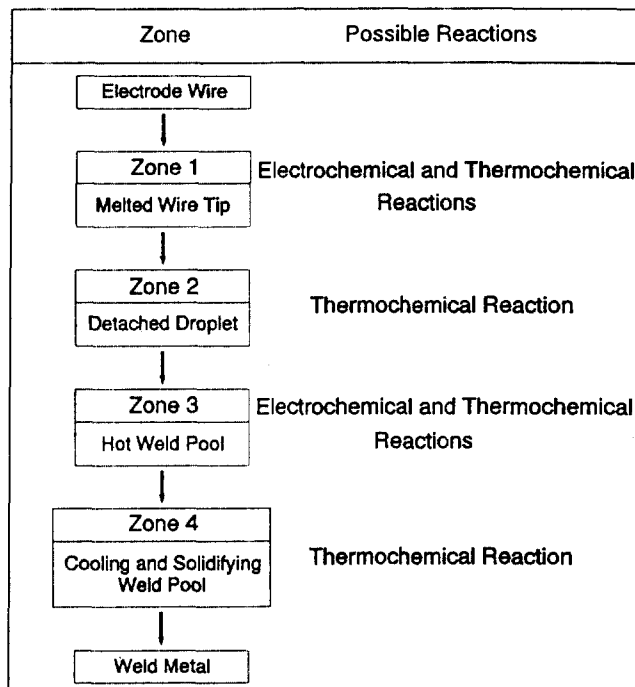 Zone Possible Reactions
Electrode Wire
Zone 1
Electrochemical and Thermochemical
Reactions
Melted Wire Tip
Zone 2
Thermochemical Reaction
Detached Droplet
Zone 3
Electrochemical and Thermochemical
Reactions
Hot Weld Pool
Zone 4
Thermochemical Reaction
Cooling and Solidifying
Weld Pool
Weld Metal